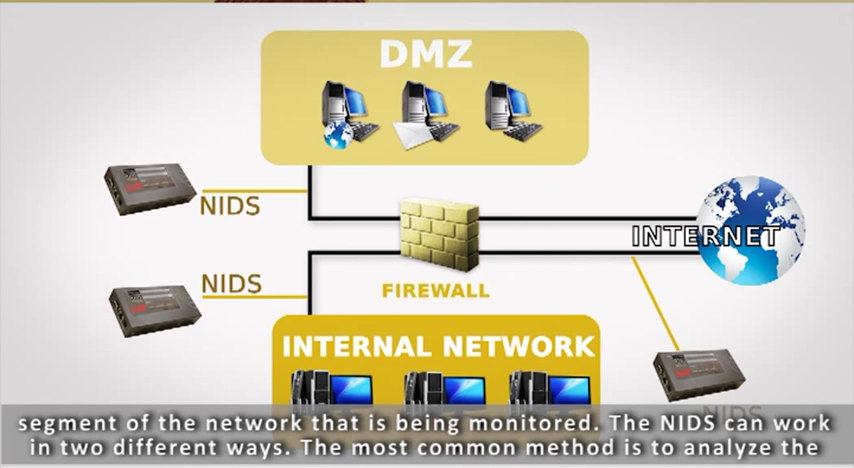 DMZ
NIDS
INTERNET
NIDS
FIREWALL
INTERNAL NETWORK
NIDS
segment of the network that is being monitored. The NIDS can work
in two different ways. The most common method is to analyze the